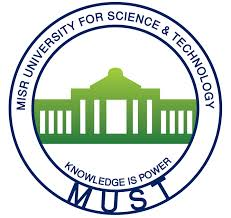 MISR UNIVERSITY FOR SCIENCE & TECHNOLOGY
KNOWLEDGE IS POWER
MUST